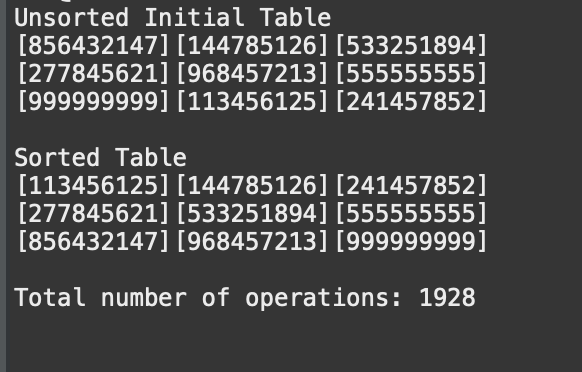 Unsorted Initial Table
[856432147][144785126][533251894]
[277845621][968457213][555555555]
[999999999][113456125][241457852]
Sorted Table
[113456125][144785126][241457852]
[277845621][533251894][555555555]
[856432147][968457213][999999999]
Total number of operations: 1928